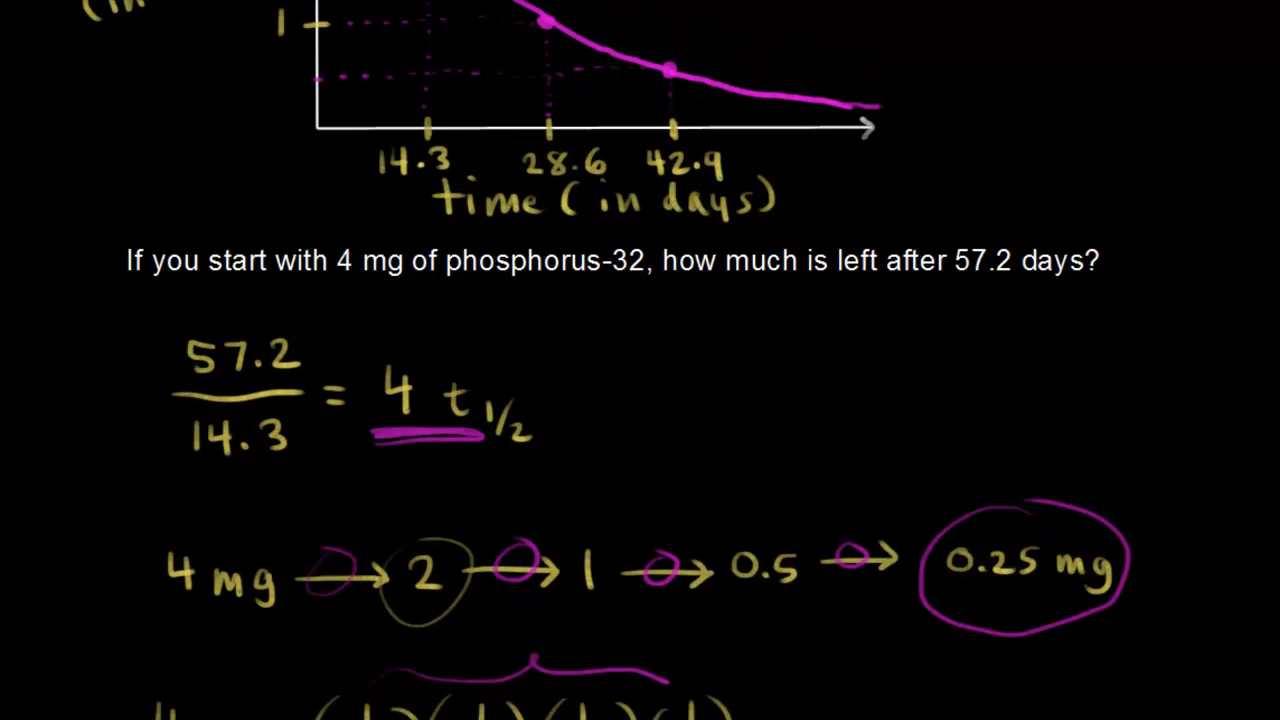 (in
1
14.3 28.6 42.9
time (in days)
If you start with 4 mg of phosphorus-32, how much is left after 57.2 days?
57.2
14.3
= 4 t 1/2
4 mg → 2 → 1 → 0.5 → 0.25 mg